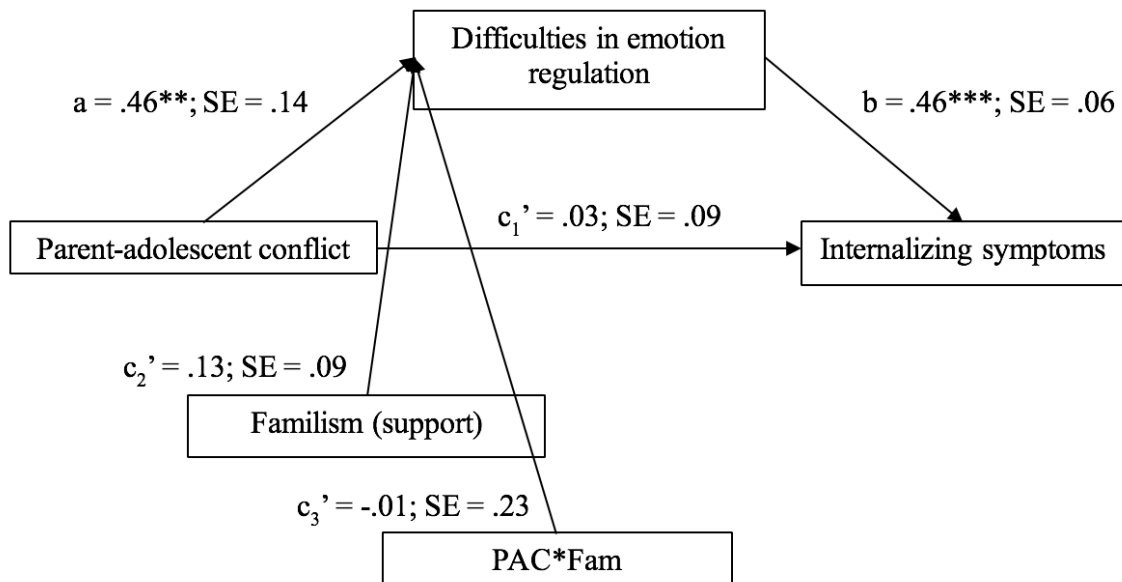 Difficulties in emotion
regulation
a = .46**; SE = .14
b = .46***; SE = .06
c₁’ = .03; SE = .09
Parent-adolescent conflict
Internalizing symptoms
c₂’ = .13; SE = .09
Familism (support)
c₃’ = -.01; SE = .23
PAC*Fam